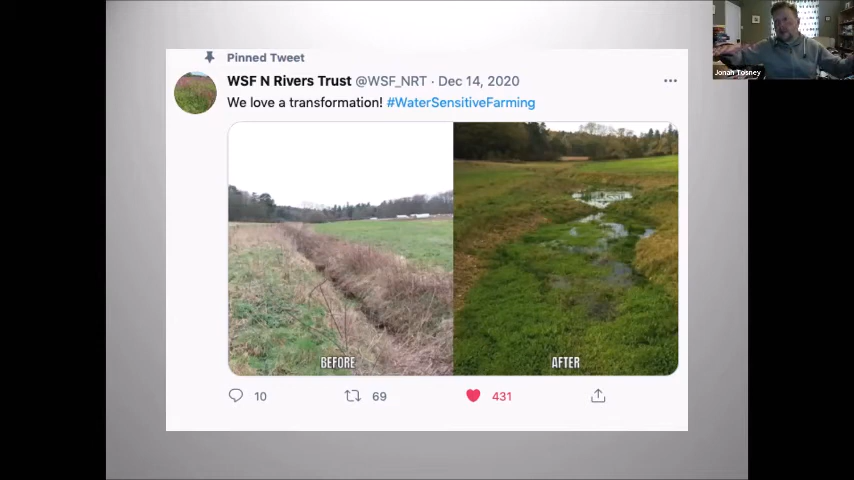 Pinned Tweet
WSF N Rivers Trust @WSF_NRT · Dec 14, 2020
We love a transformation! #WaterSensitiveFarming
BEFORE
AFTER
10
69
431
Jonah Tosney